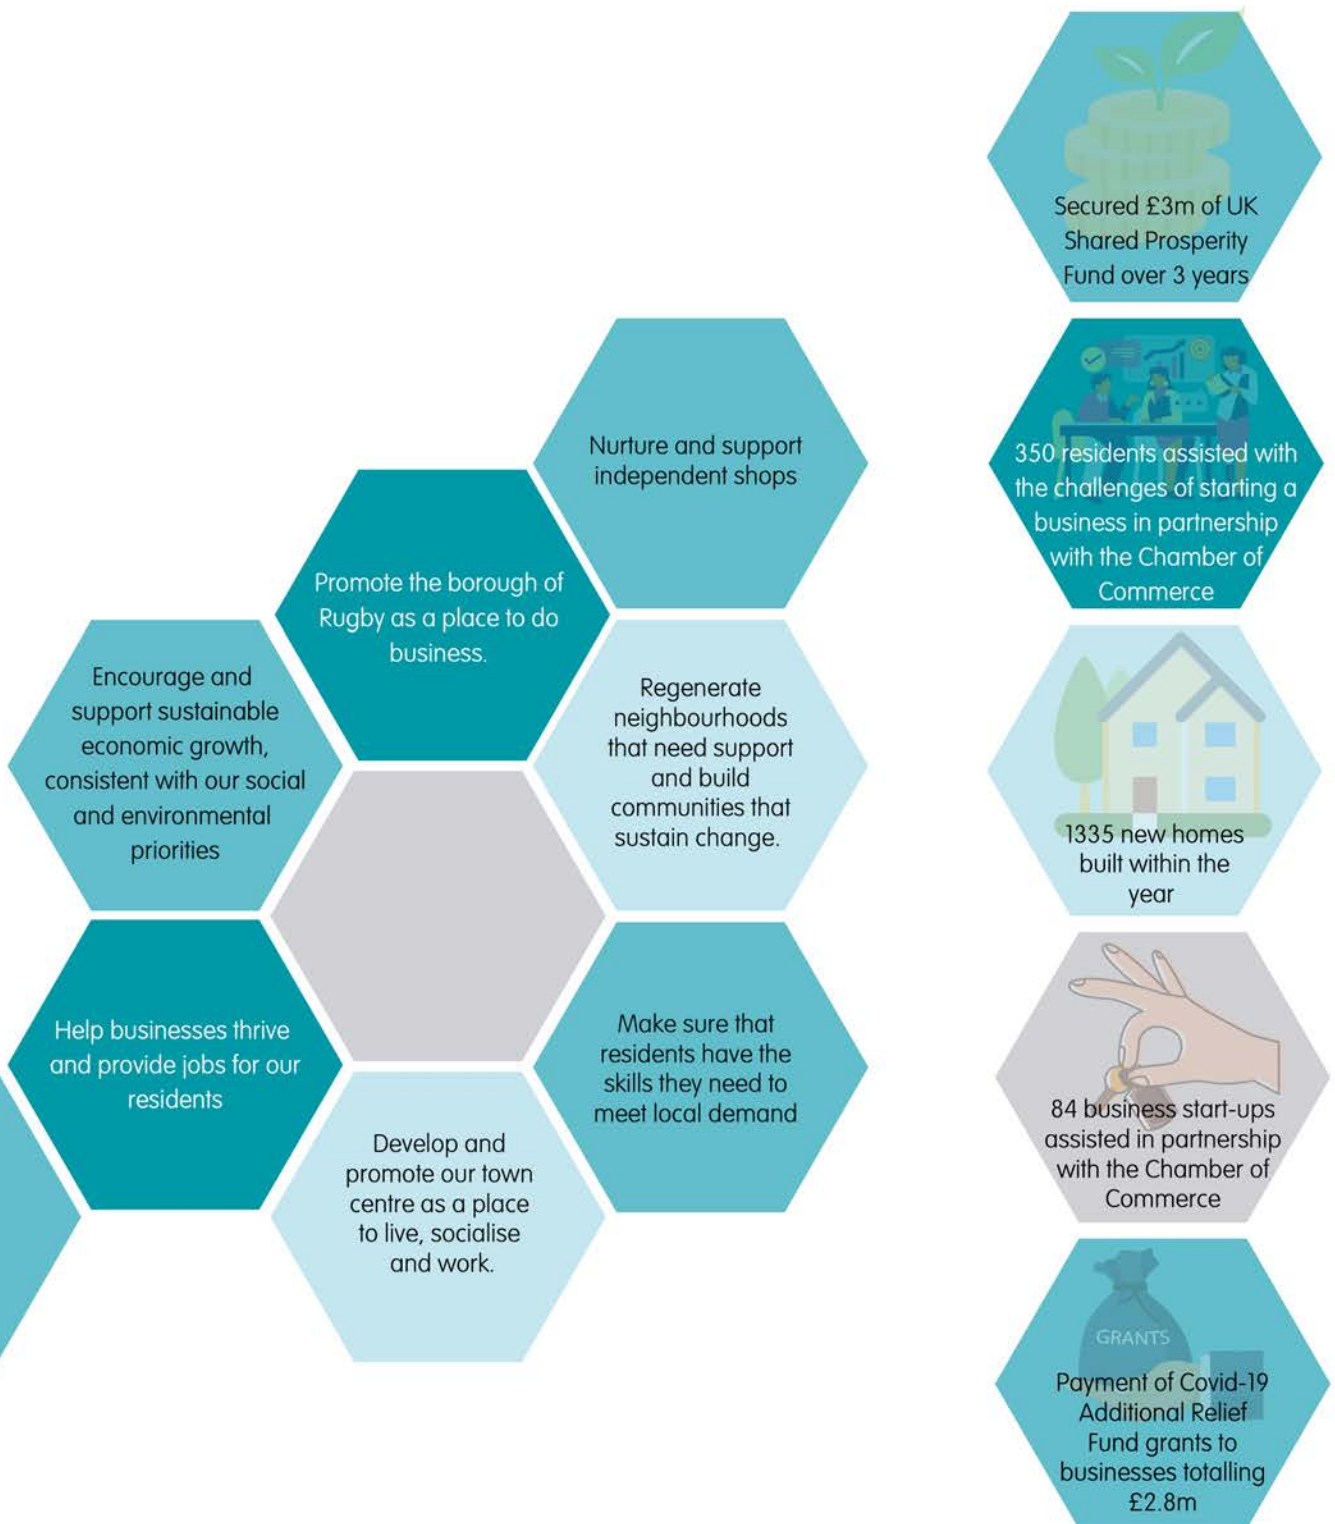 Nurture and support
independent shops
Promote the borough of
Rugby as a place to do
business.
Encourage and
support sustainable
economic growth,
consistent with our social
and environmental
priorities
Regenerate
neighbourhoods
that need support
and build
communities that
sustain change.
Help businesses thrive
and provide jobs for our
residents
Make sure that
residents have the
skills they need to
meet local demand
Develop and
promote our town
centre as a place
to live, socialise
and work.
Secured £3m of UK
Shared Prosperity
Fund over 3 years
350 residents assisted with
the challenges of starting a
business in partnership
with the Chamber of
Commerce
1335 new homes
built within the
year
84 business start-ups
assisted in partnership
with the Chamber of
Commerce
GRANTS
Payment of Covid-19
Additional Relief
Fund grants to
businesses totalling
£2.8m